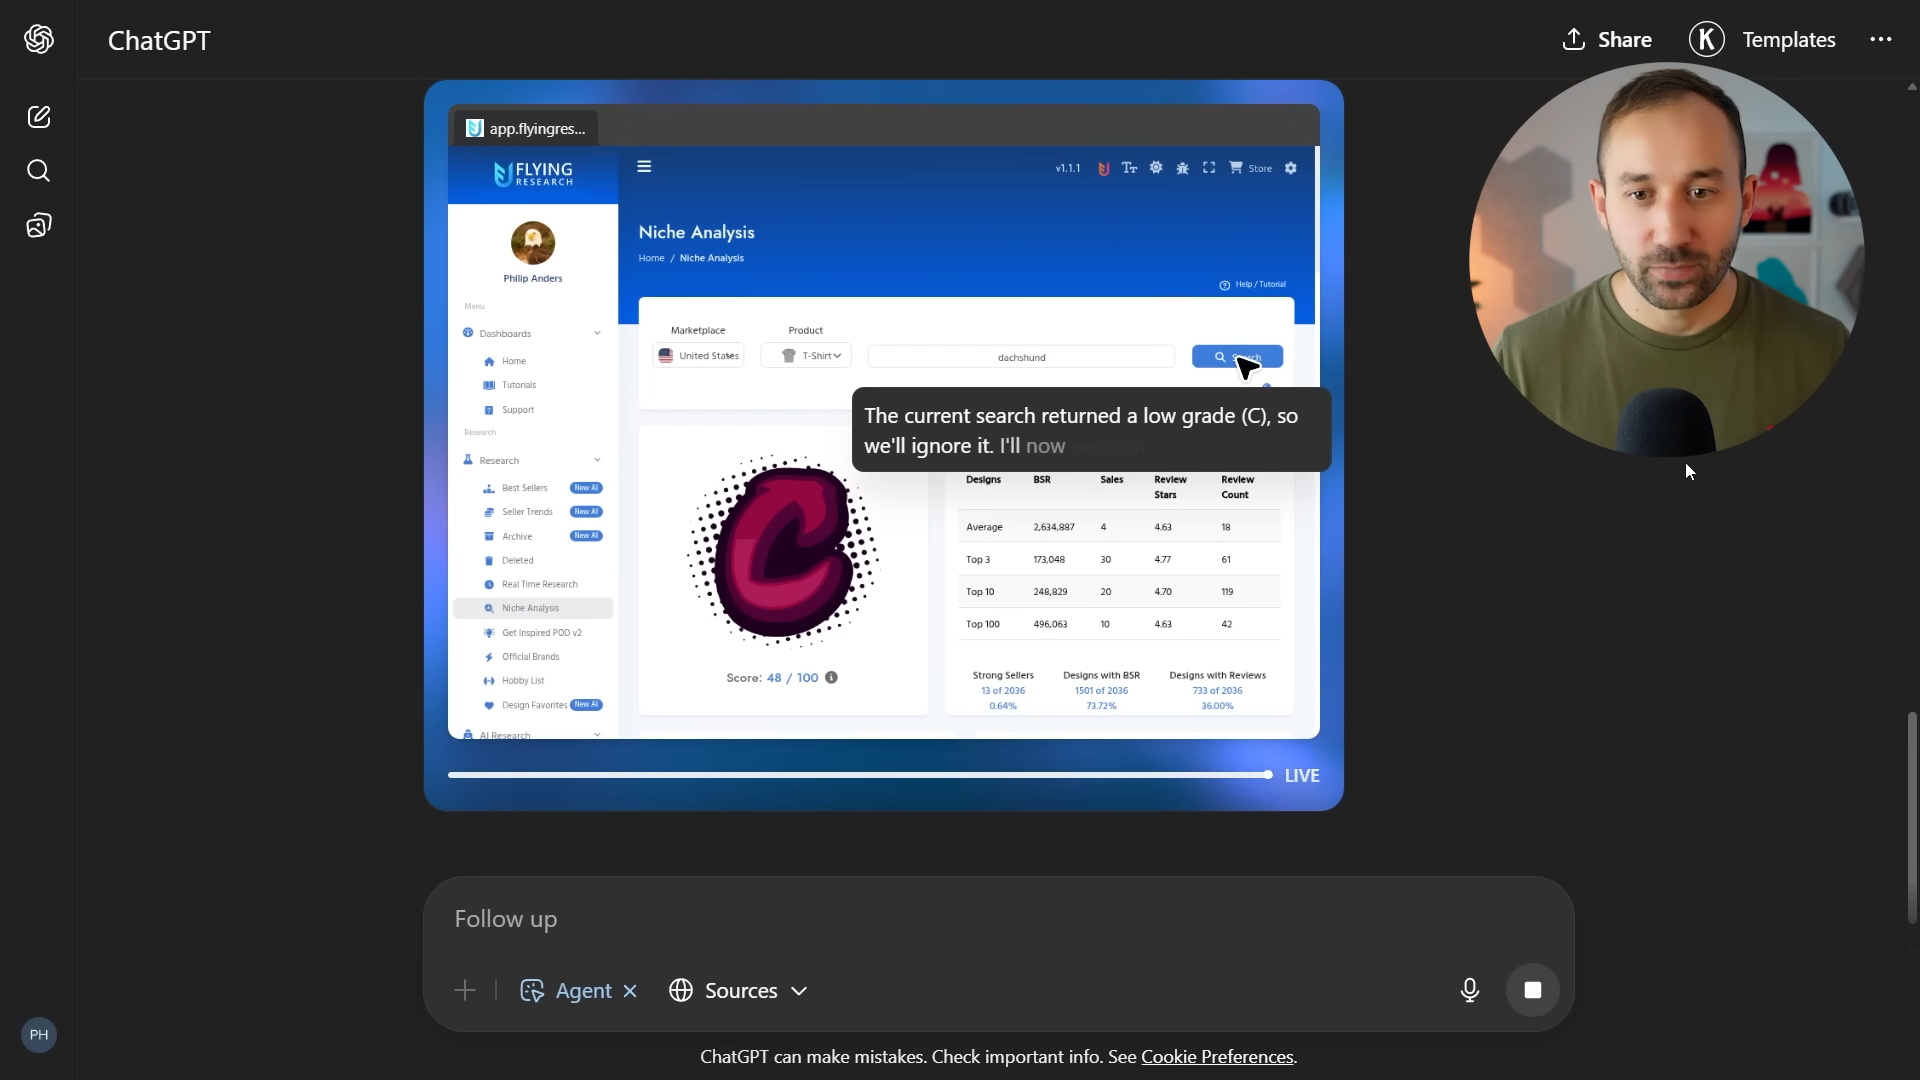 ChatGPT
Share
K
Templates
app.flyingres...
FLYING
RESEARCH
v1.1.1
Store
Philip Anders
Niche Analysis
Home / Niche Analysis
Help / Tutorial
Menu
Dashboards
Home
Tutorials
Support
Research
Research
Best Sellers New AI
Seller Trends New AI
Archive New AI
Deleted
Real Time Research
Niche Analysis
Get Inspired POD v2
Official Brands
Hobby List
Design Favorites New AI
AI Research
Marketplace
Product
United States
T-Shirt
dachshund
The current search returned a low grade (C), so
we'll ignore it. I'll now
C
Score: 48 / 100
Designs BSR Sales Review Stars Review Count
Average 2,634,887 4 4.63 18
Top 3 173,048 30 4.77 61
Top 10 248,829 20 4.70 119
Top 100 496,063 10 4.63 42
Strong Sellers Designs with BSR Designs with Reviews
13 of 2036 1501 of 2036 733 of 2036
0.64% 73.72% 36.00%
LIVE
Follow up
Agent
Sources
PH
ChatGPT can make mistakes. Check important info. See Cookie Preferences.